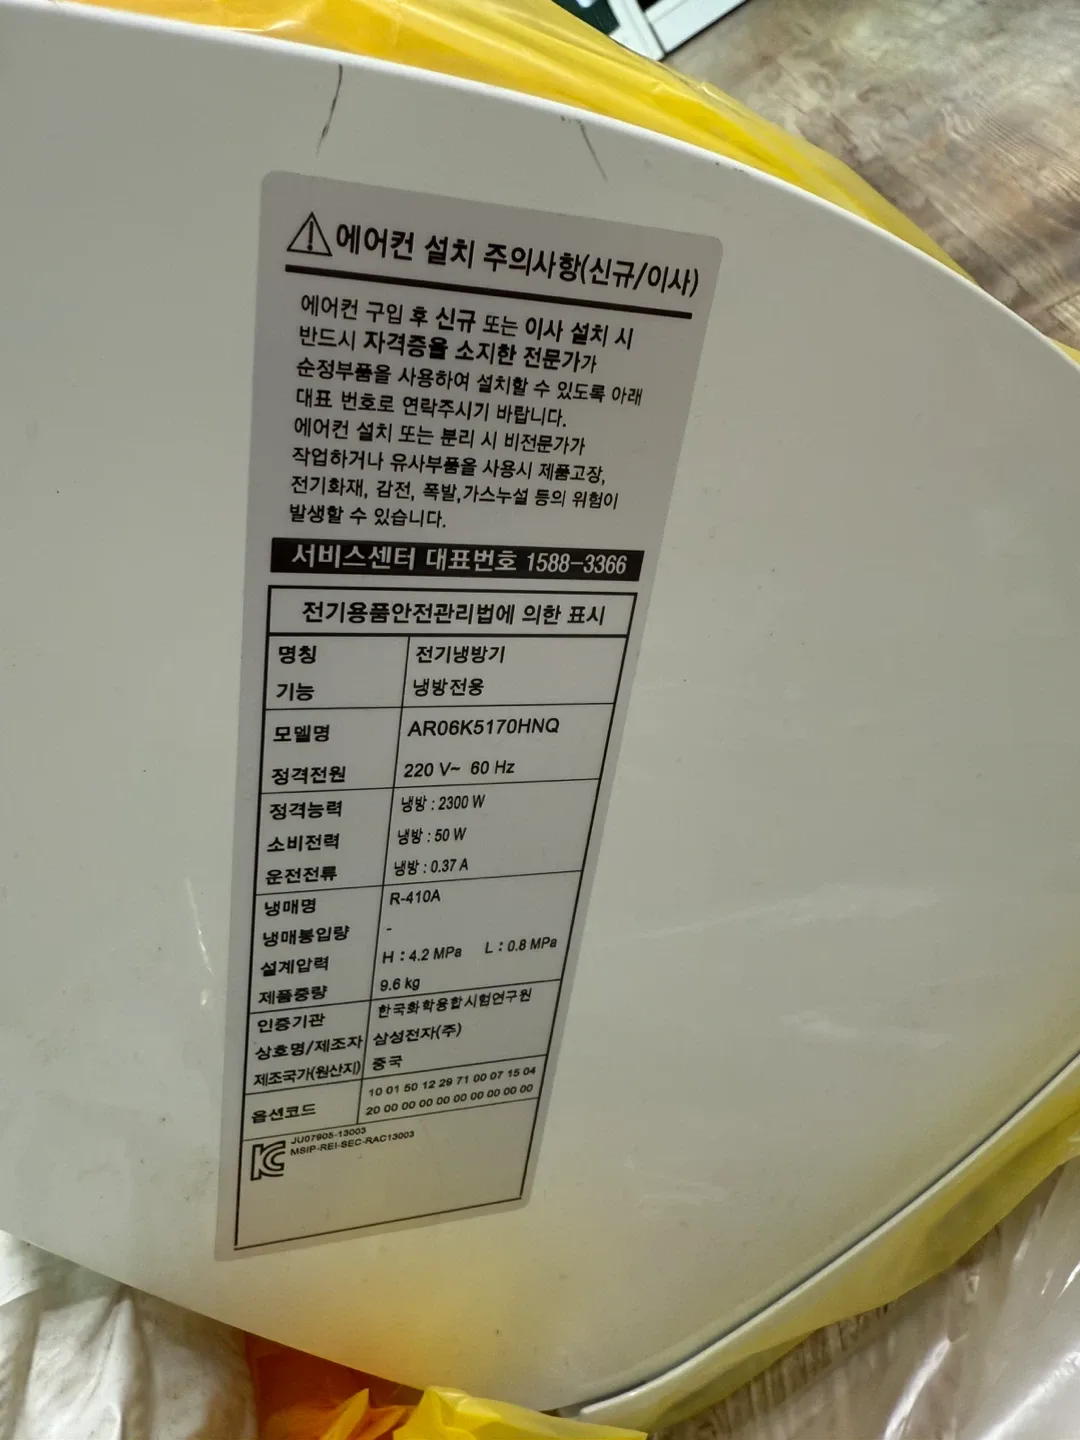 에어컨 설치 주의사항(신규/이사)
에어컨 구입 후 신규 또는 이사 설치 시
반드시 자격증을 소지한 전문가가
순정부품을 사용하여 설치할 수 있도록 아래
대표 번호로 연락주시기 바랍니다.
에어컨 설치 또는 분리 시 비전문가가
작업하거나 유사부품을 사용시 제품고장,
전기화재, 감전, 폭발,가스누설 등의 위험이
발생할 수 있습니다.
서비스센터 대표번호 1588-3366
전기용품안전관리법에 의한 표시
명칭 전기냉방기
기능 냉방전용
모델명 AR06K5170HNQ
정격전원 220 V~ 60 Hz
정격능력 냉방 : 2300 W
소비전력 냉방 : 50 W
운전전류 냉방 : 0.37 A
냉매명 R-410A
냉매봉입량 -
설계압력 H : 4.2 MPa L : 0.8 MPa
제품중량 9.6 kg
인증기관 한국화학융합시험연구원
상호명/제조자 삼성전자(주)
제조국가(원산지) 중국
옵션코드 10 01 50 12 29 71 00 07 15 04
20 00 00 00 00 00 00 00 00 00
JU07905-13003
MSIP-REI-SEC-RAC13003